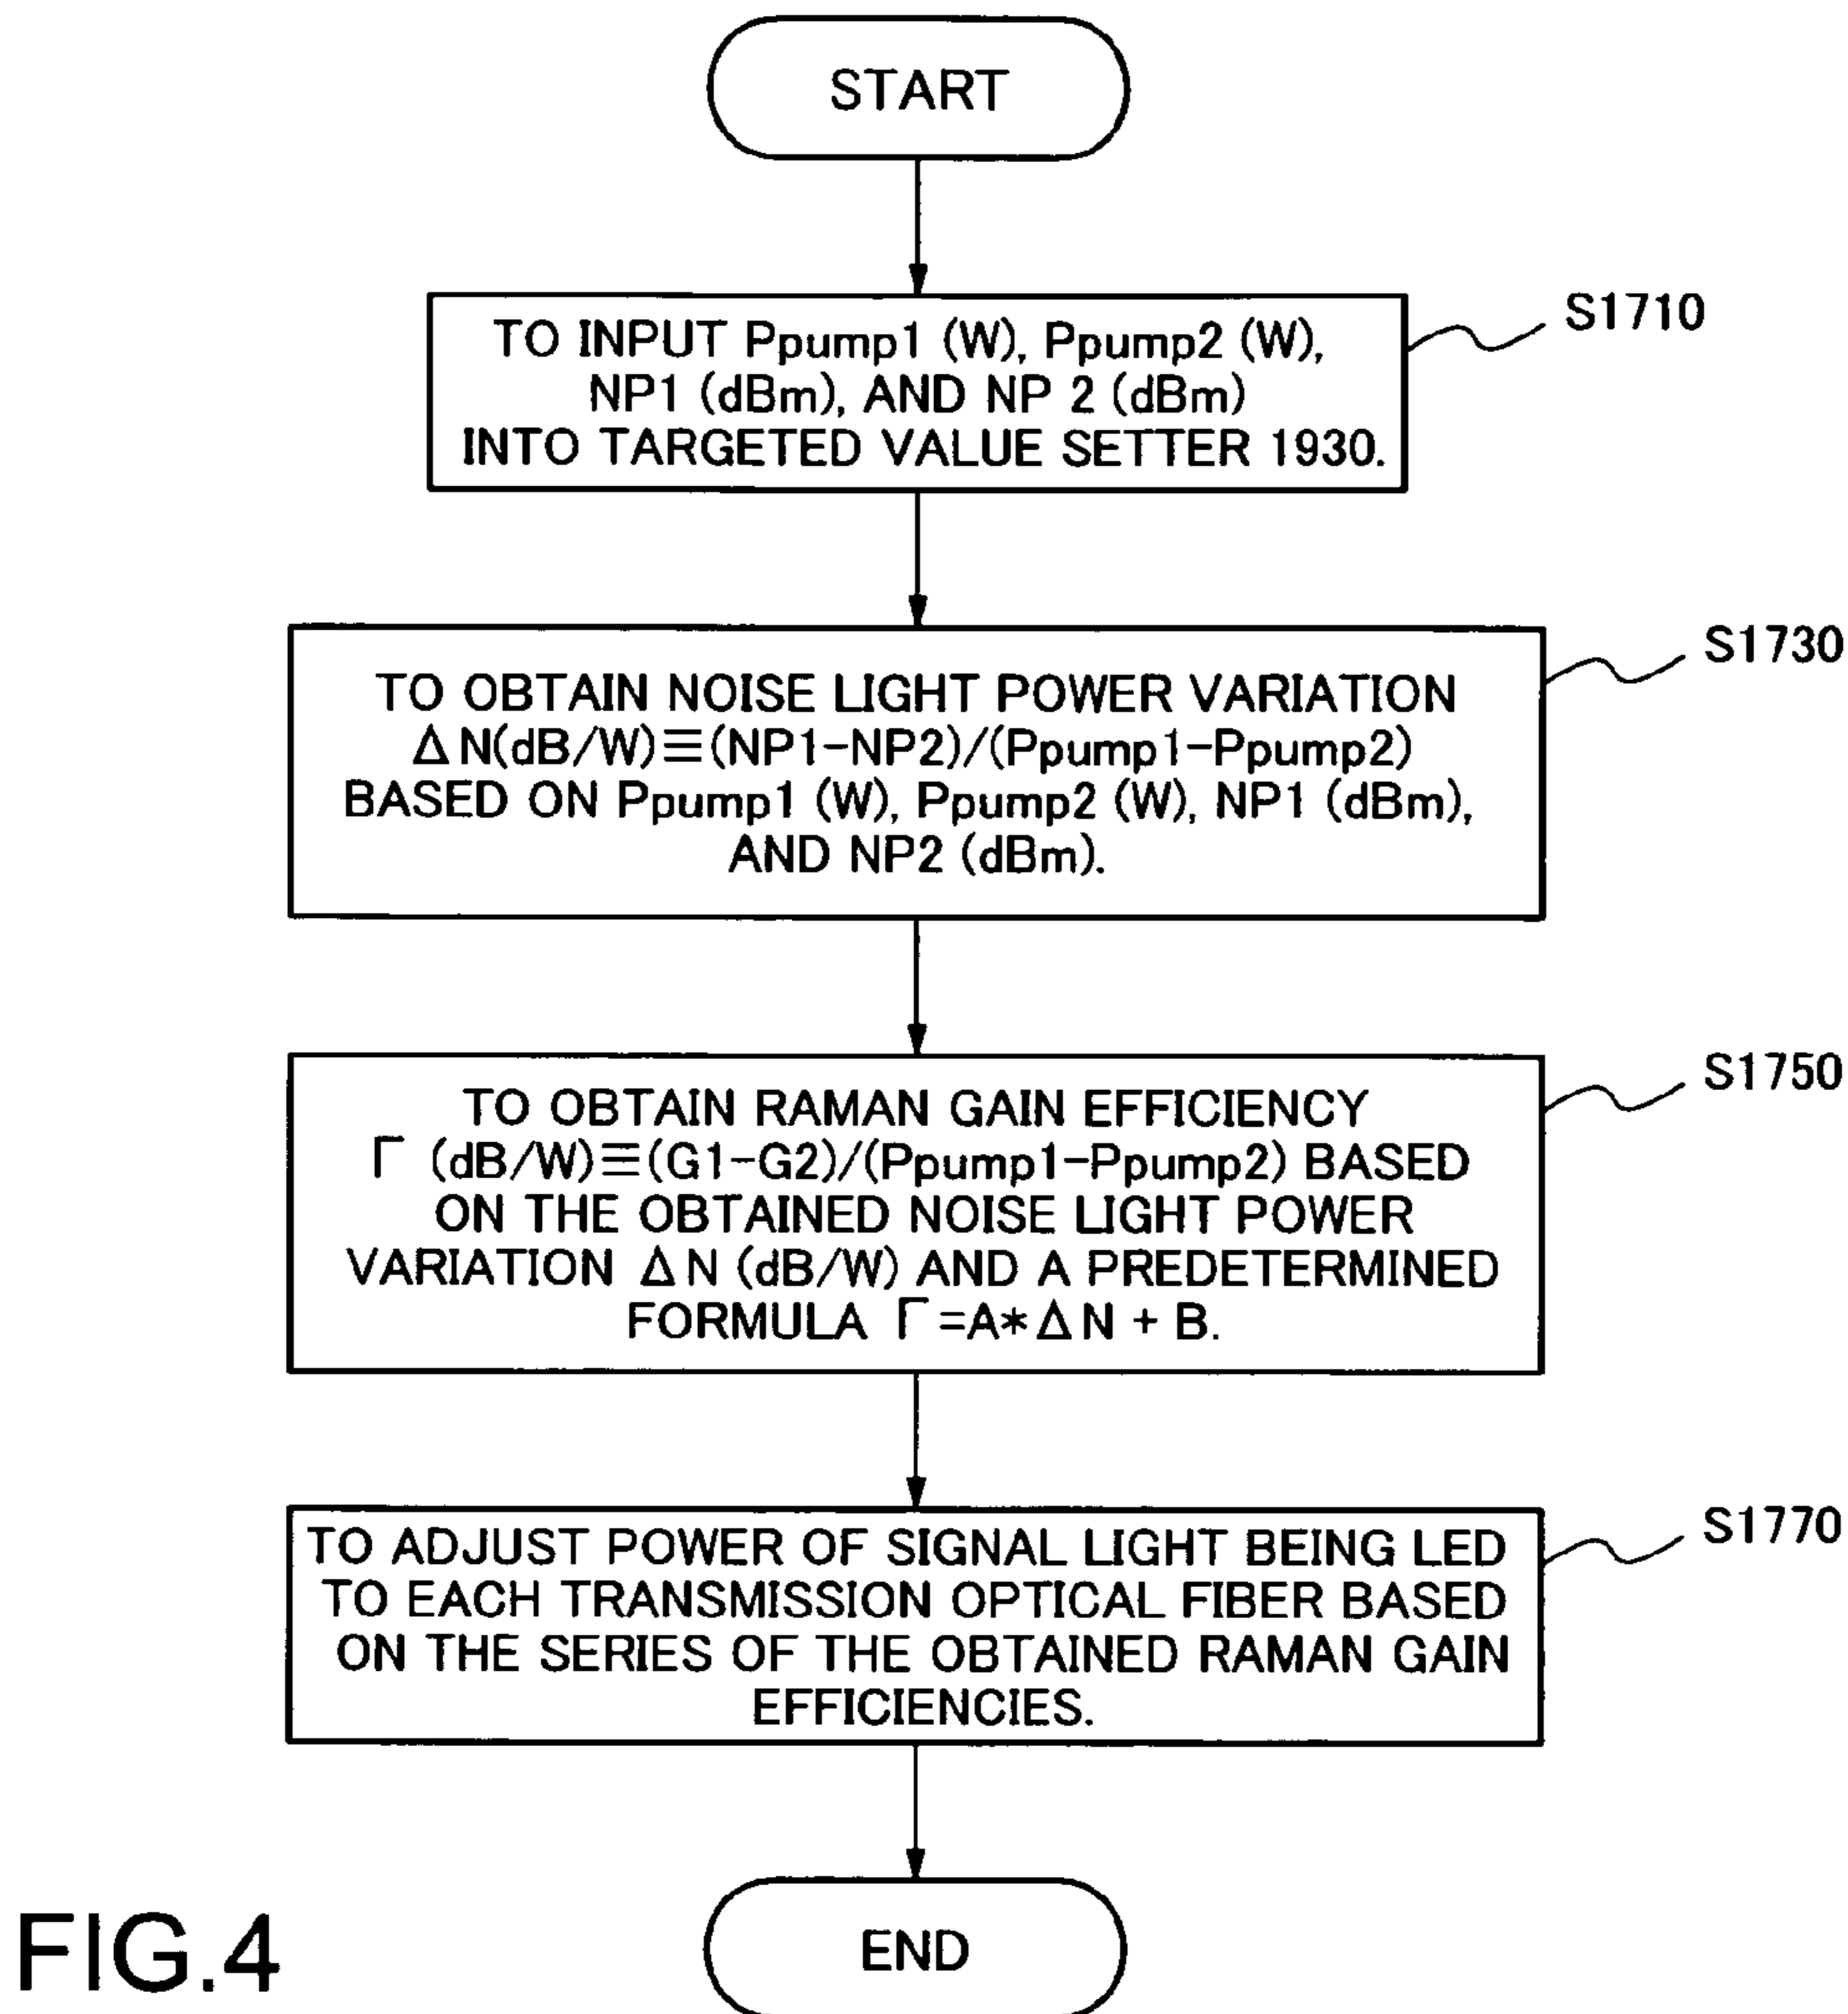 START
S1710
TO INPUT Ppump1 (W), Ppump2 (W),
NP1 (dBm), AND NP 2 (dBm)
INTO TARGETED VALUE SETTER 1930.
S1730
TO OBTAIN NOISE LIGHT POWER VARIATION
Δ N(dB/W)≡(NP1-NP2)/(Ppump1-Ppump2)
BASED ON Ppump1 (W), Ppump2 (W), NP1 (dBm),
AND NP2 (dBm).
S1750
TO OBTAIN RAMAN GAIN EFFICIENCY
Γ (dB/W)≡(G1-G2)/(Ppump1-Ppump2) BASED
ON THE OBTAINED NOISE LIGHT POWER
VARIATION Δ N (dB/W) AND A PREDETERMINED
FORMULA Γ=A*Δ N + B.
S1770
TO ADJUST POWER OF SIGNAL LIGHT BEING LED
TO EACH TRANSMISSION OPTICAL FIBER BASED
ON THE SERIES OF THE OBTAINED RAMAN GAIN
EFFICIENCIES.
END
FIG.4